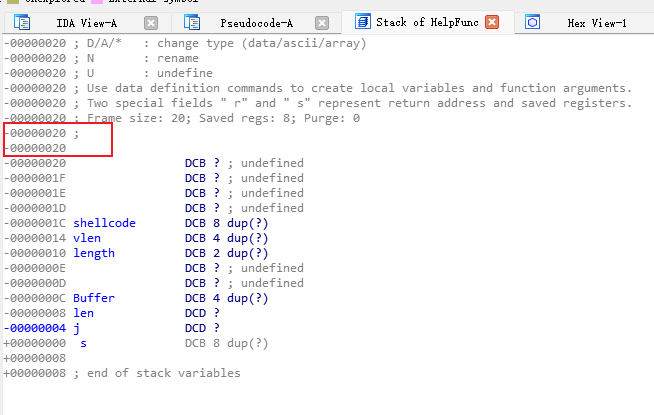 Unexplored External symbol
IDA View-A Pseudocode-A Stack of HelpFunc Hex View-1
-00000020 ; D/A/* : change type (data/ascii/array)
-00000020 ; N : rename
-00000020 ; U : undefine
-00000020 ; Use data definition commands to create local variables and function arguments.
-00000020 ; Two special fields " r" and " s" represent return address and saved registers.
-00000020 ; Frame size: 20; Saved regs: 8; Purge: 0
-00000020 ;
-00000020
-00000020 DCB ? ; undefined
-0000001F DCB ? ; undefined
-0000001E DCB ? ; undefined
-0000001D DCB ? ; undefined
-0000001C shellcode DCB 8 dup(?)
-00000014 vlen DCB 4 dup(?)
-00000010 length DCB 2 dup(?)
-0000000E DCB ? ; undefined
-0000000D DCB ? ; undefined
-0000000C Buffer DCB 4 dup(?)
-00000008 len DCD ?
-00000004 j DCD ?
+00000000 s DCB 8 dup(?)
+00000008
+00000008 ; end of stack variables